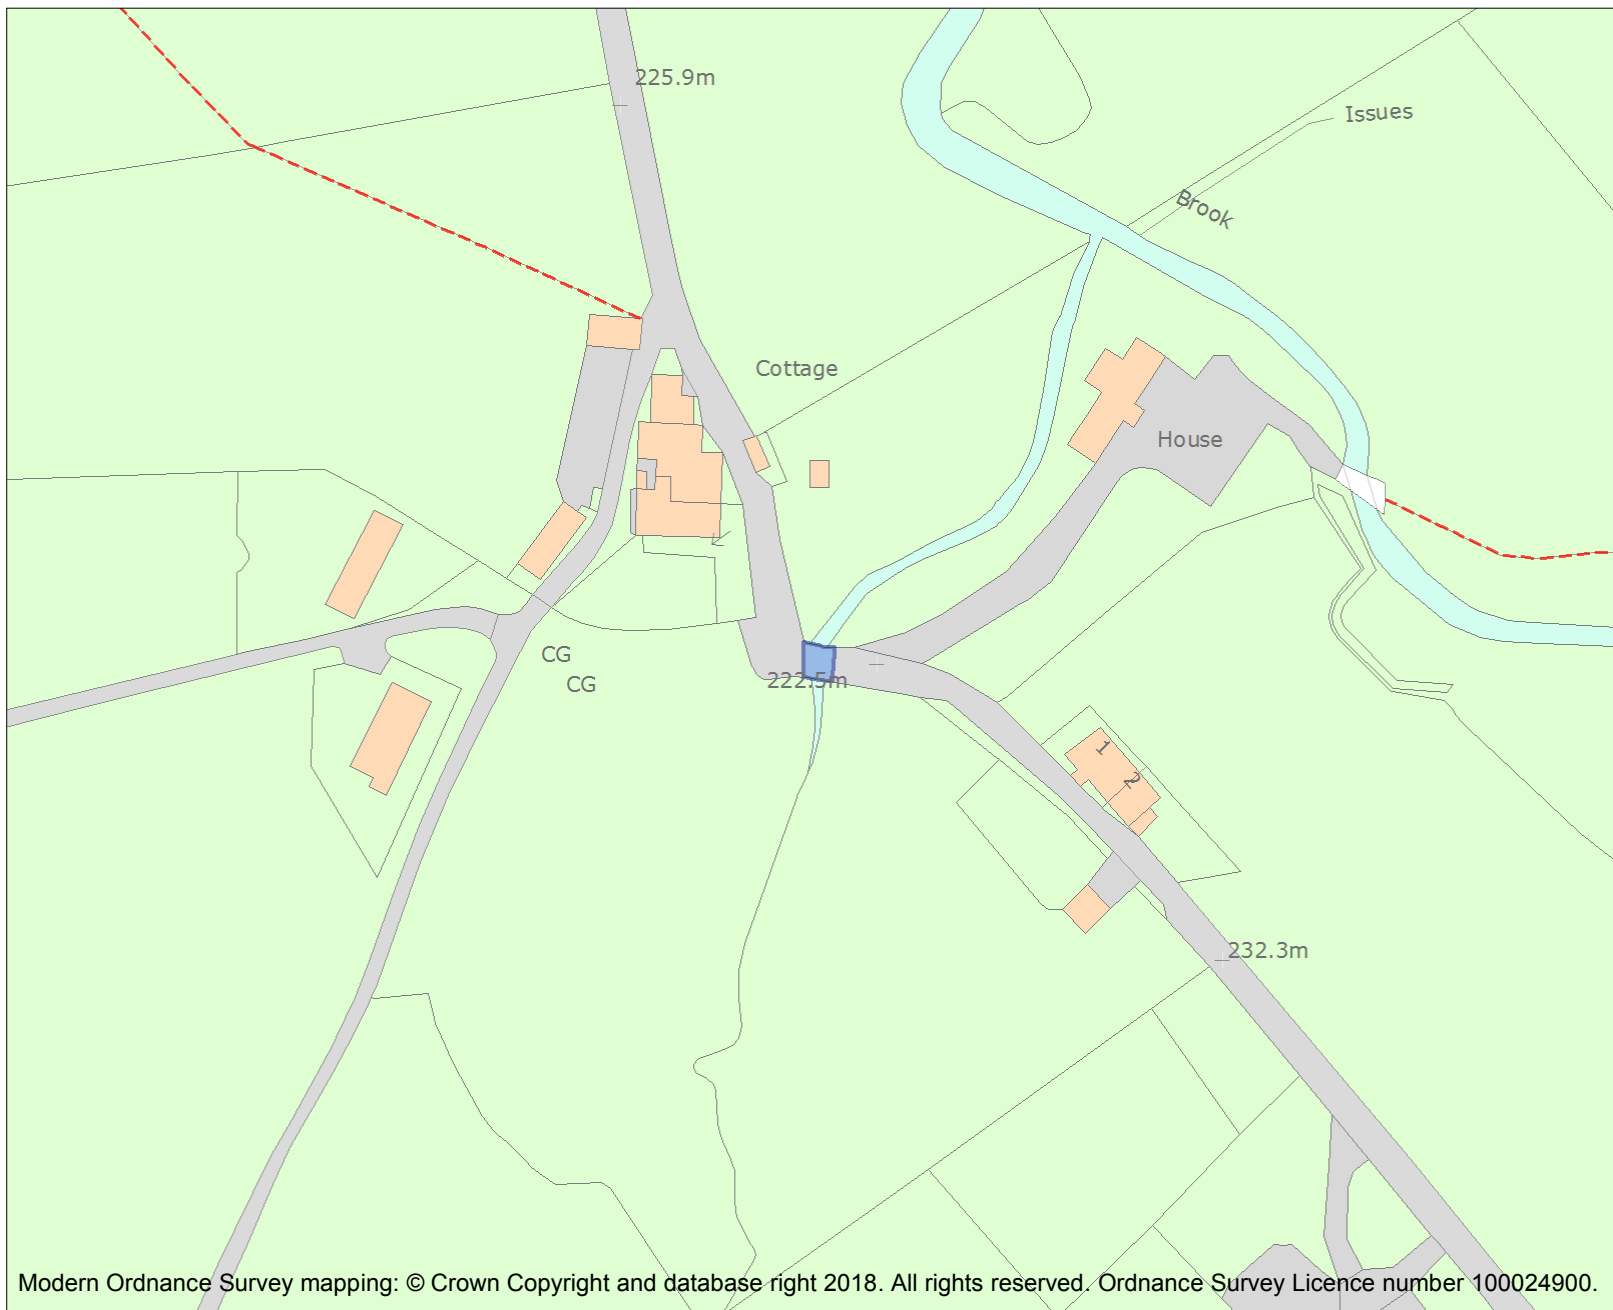 225.9m
Issues
Brook
Cottage
House
CG
CG
222.5m
1
2
232.3m
Modern Ordnance Survey mapping: © Crown Copyright and database right 2018. All rights reserved. Ordnance Survey Licence number 100024900.